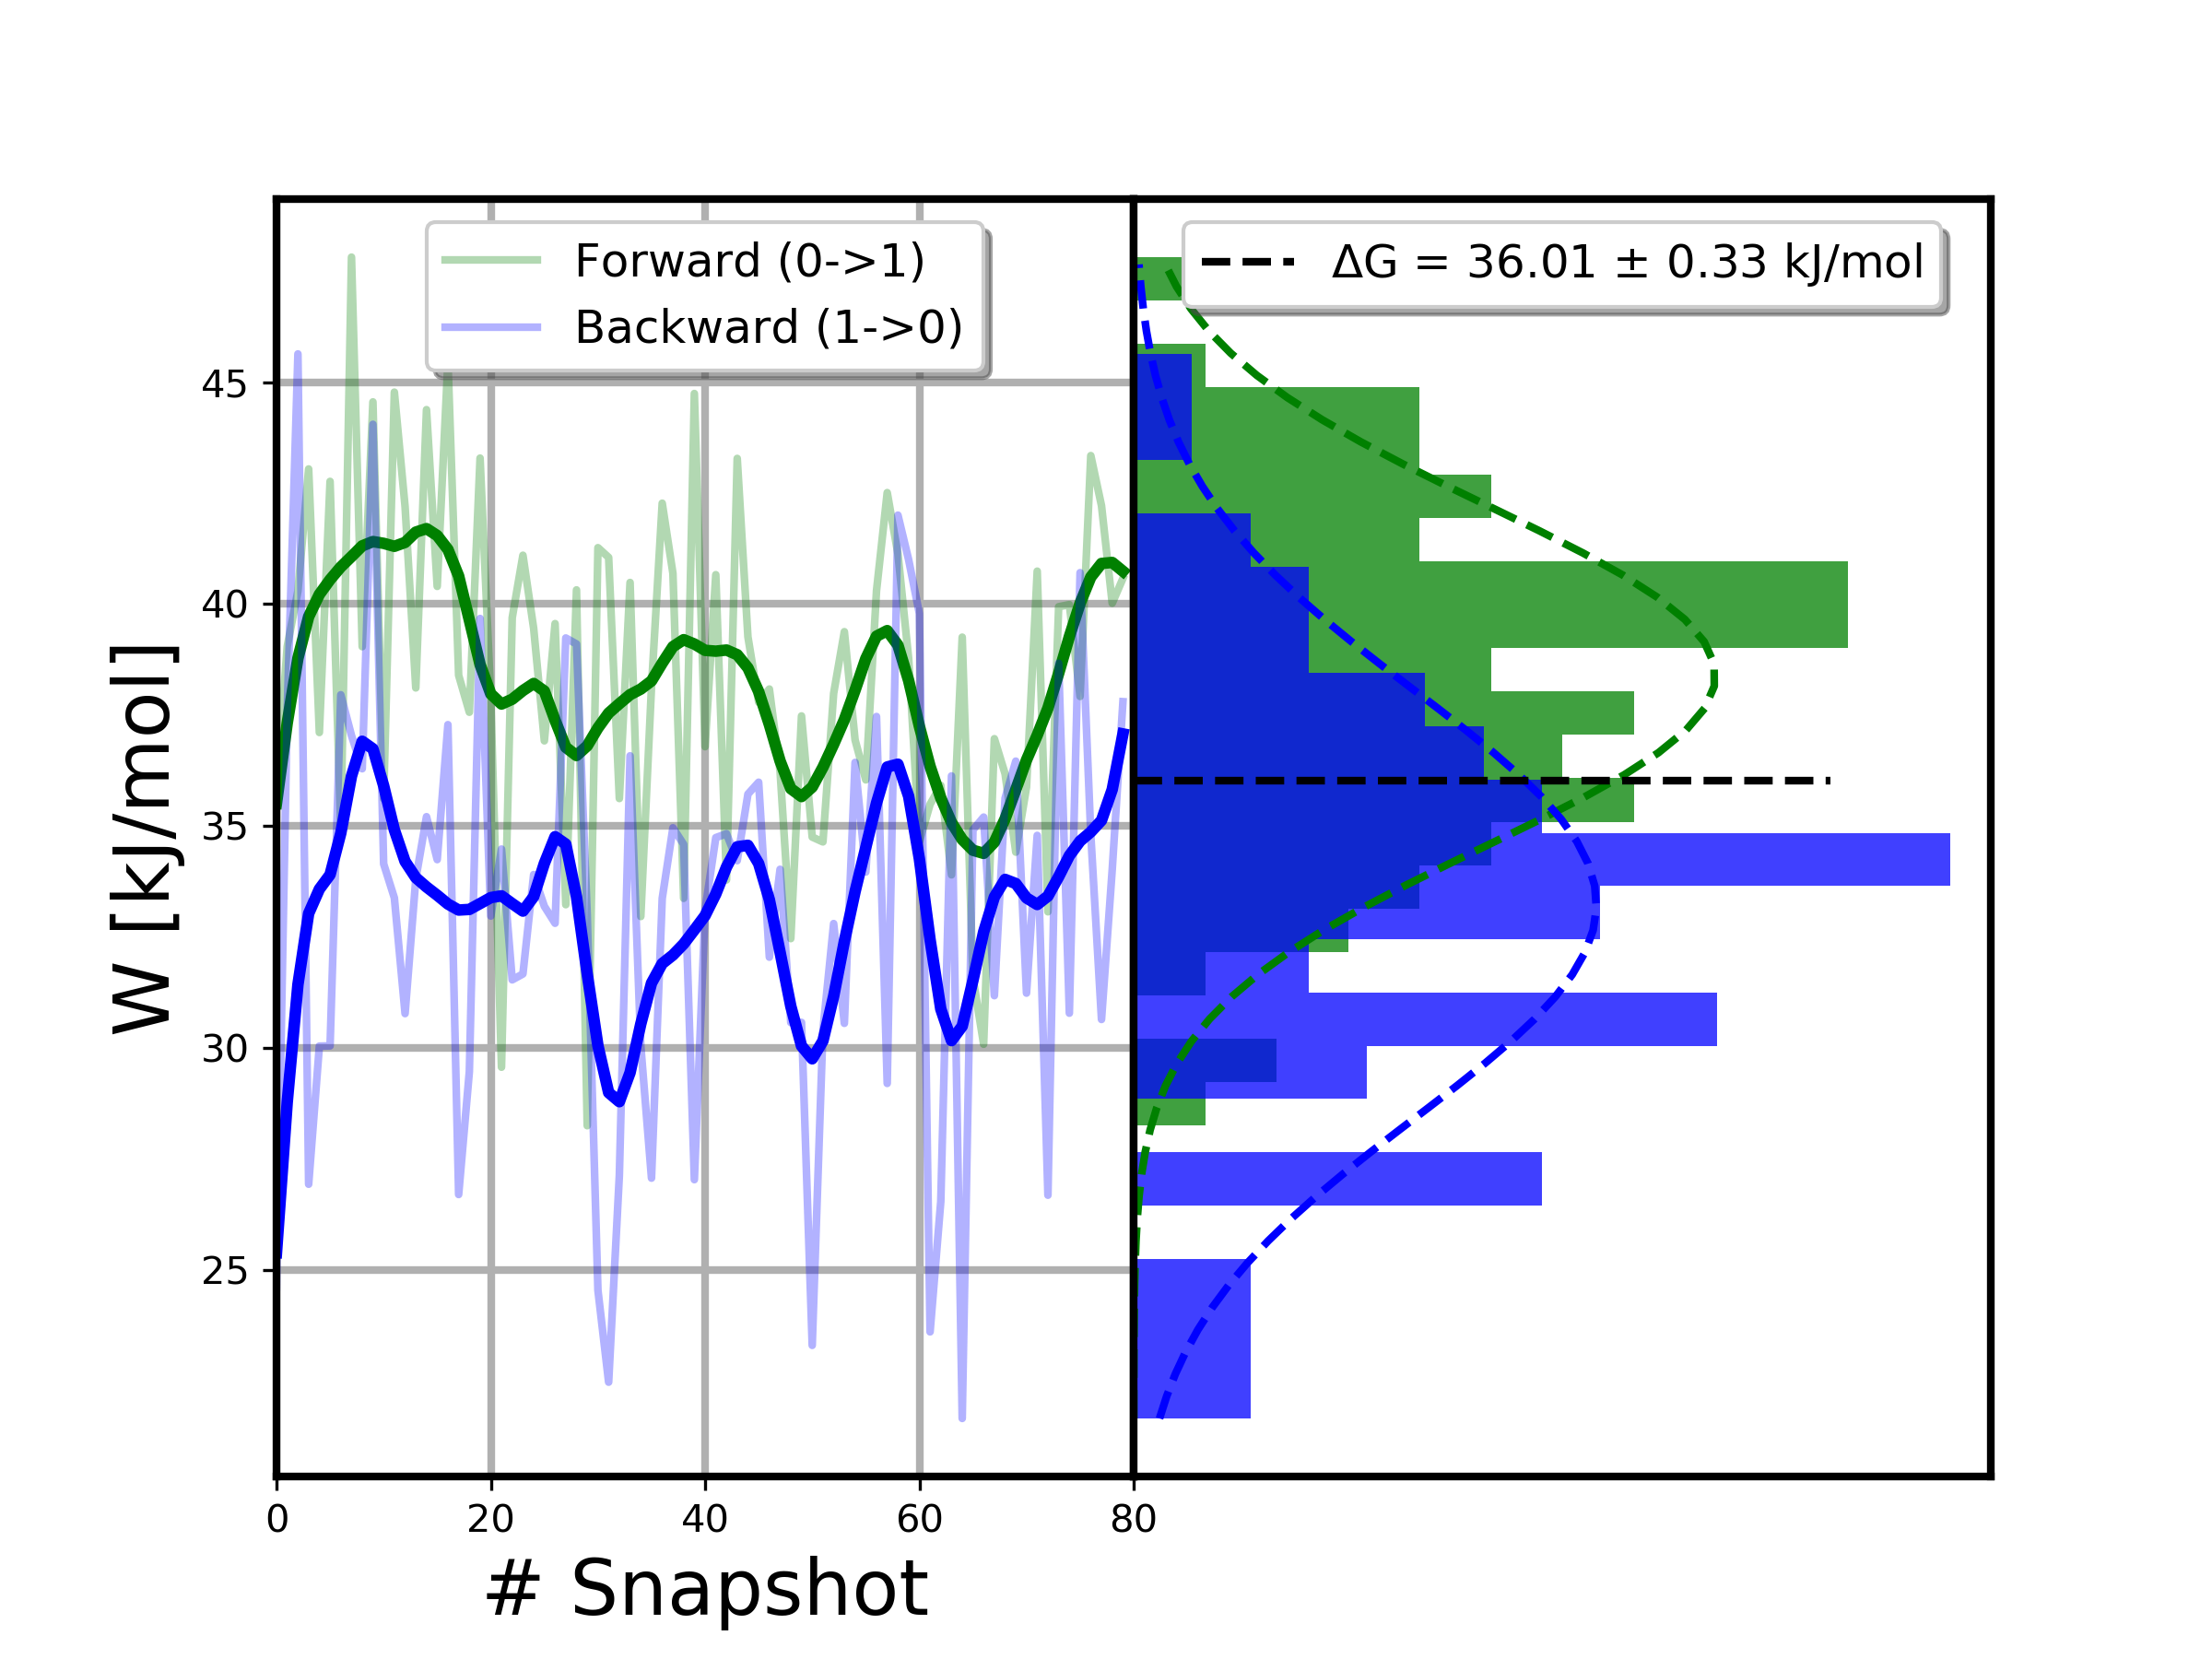 Forward (0->1)
Backward (1->0)
ΔG = 36.01 ± 0.33 kJ/mol
W [kJ/mol]
45
40
35
30
25
0 20 40 60 80
# Snapshot